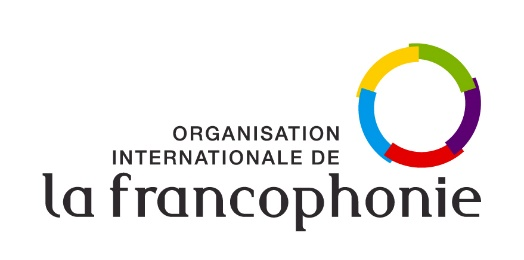 ORGANISATION
INTERNATIONALE DE
la francophonie